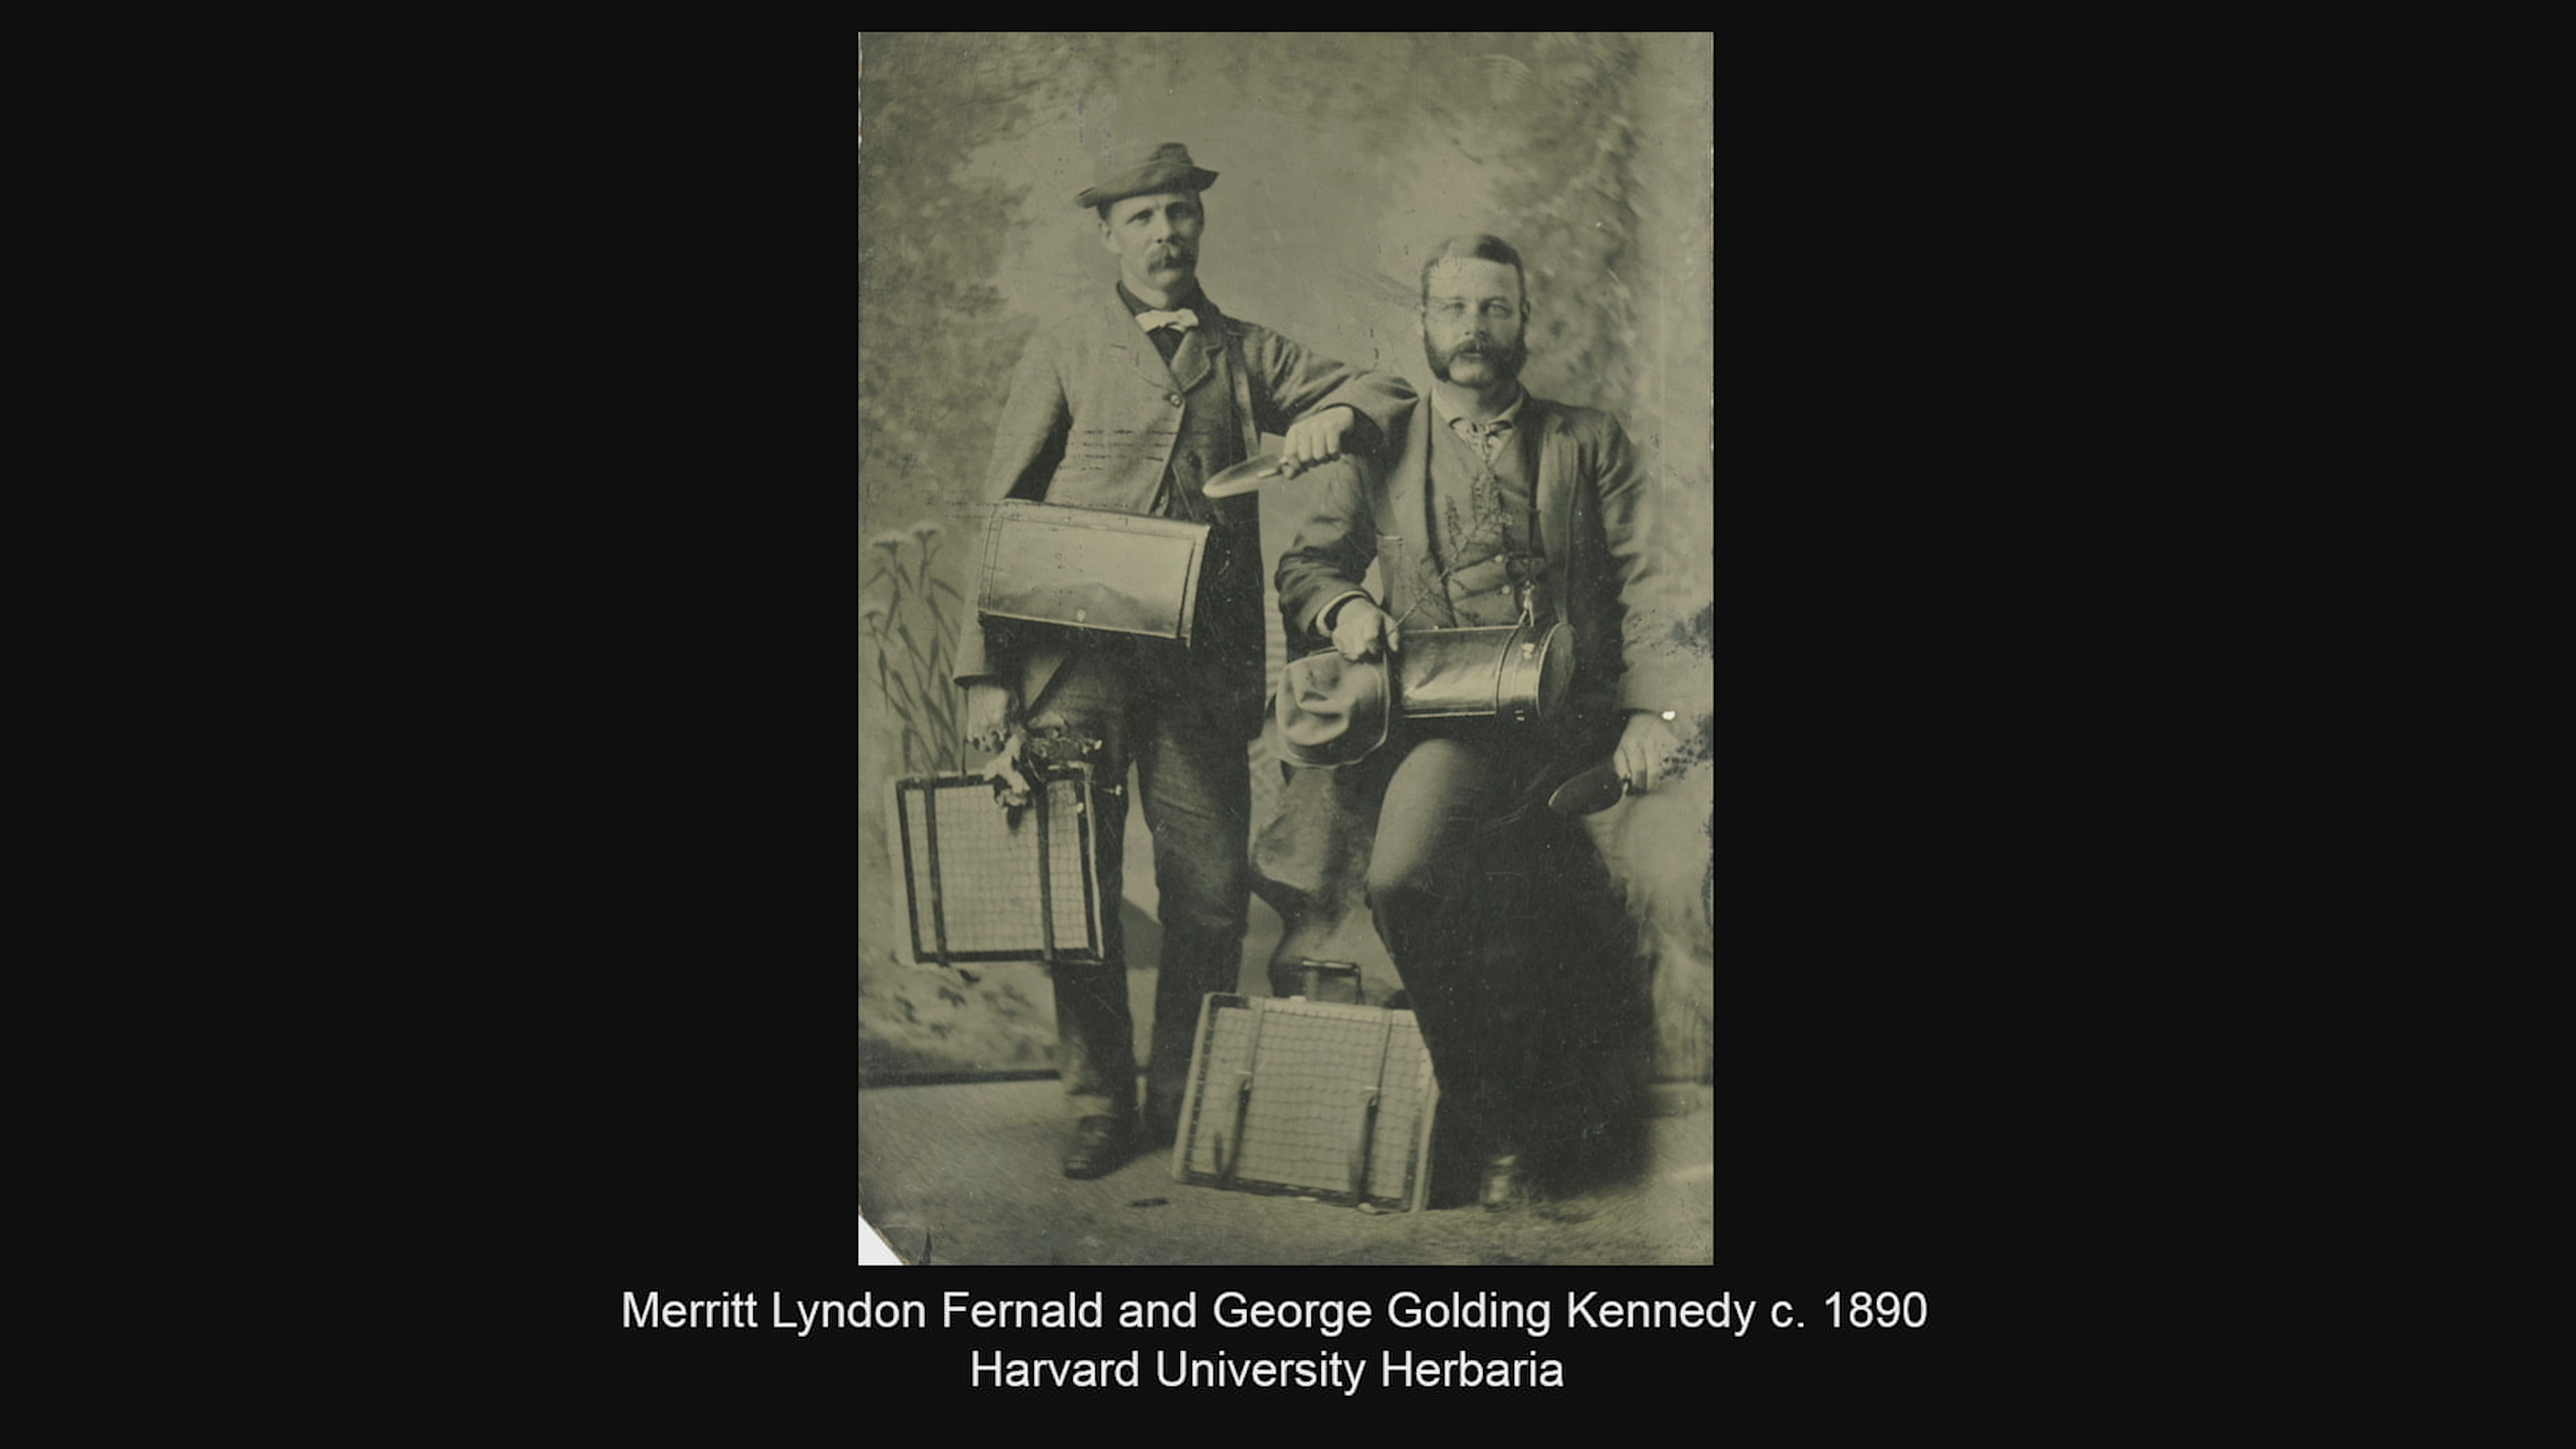 Merritt Lyndon Fernald and George Golding Kennedy c. 1890
Harvard University Herbaria